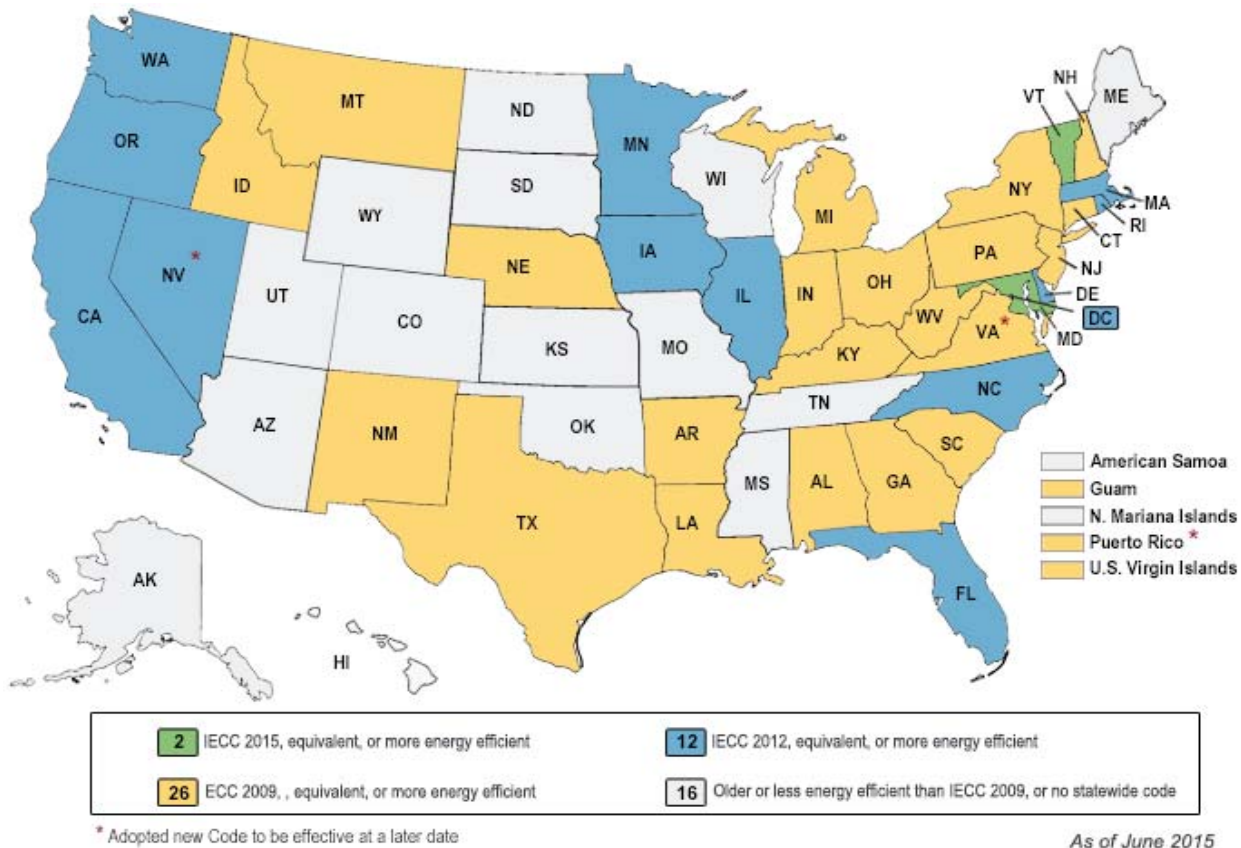 WA
OR
CA
NV *
ID
MT
WY
UT
AZ
CO
NM
ND
SD
NE
KS
OK
TX
MN
IA
MO
AR
LA
WI
IL
MI
IN
OH
KY
TN
MS
AL
GA
SC
NC
FL
WV
VA *
PA
NY
VT
NH
ME
MA
RI
CT
NJ
DE
DC
MD
AK
HI
American Samoa
Guam
N. Mariana Islands
Puerto Rico *
U.S. Virgin Islands
2 IECC 2015, equivalent, or more energy efficient
12 IECC 2012, equivalent, or more energy efficient
26 ECC 2009, , equivalent, or more energy efficient
16 Older or less energy efficient than IECC 2009, or no statewide code
* Adopted new Code to be effective at a later date
As of June 2015